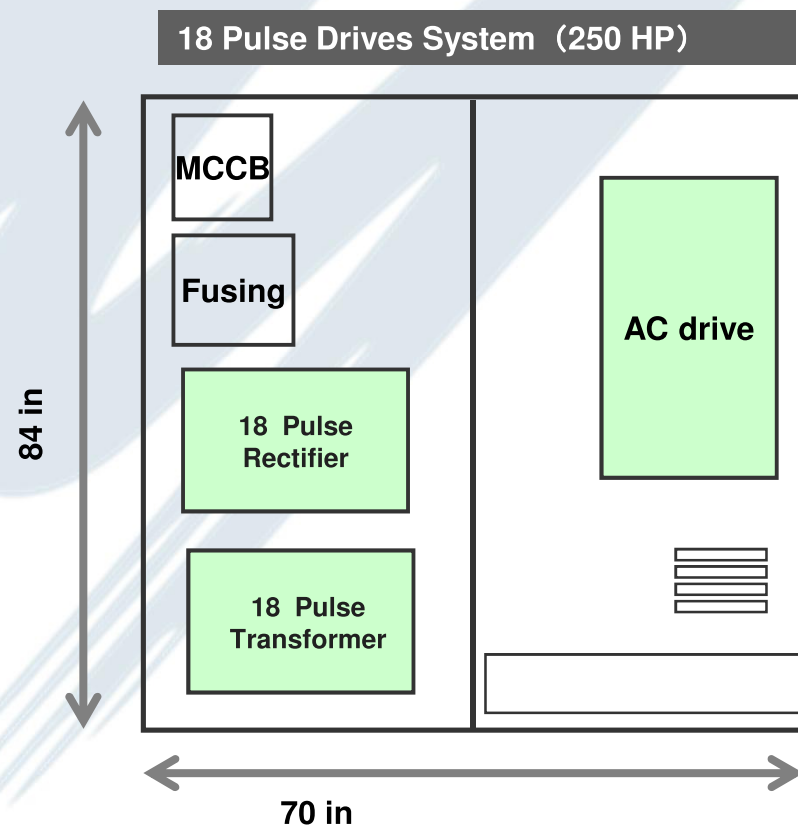 18 Pulse Drives System（250 HP）
MCCB
Fusing
AC drive
84 in
18 Pulse
Rectifier
18 Pulse
Transformer
70 in